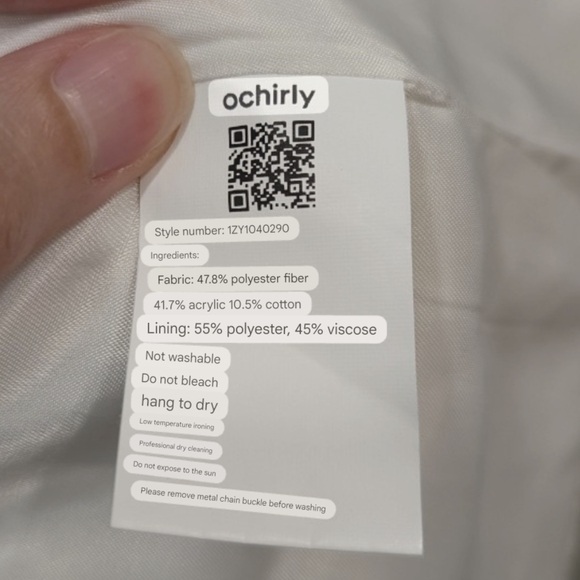 ochirly
Style number: 1ZY1040290
Ingredients:
Fabric: 47.8% polyester fiber
41.7% acrylic 10.5% cotton
Lining: 55% polyester, 45% viscose
Not washable
Do not bleach
hang to dry
Low temperature ironing
Professional dry cleaning
Do not expose to the sun
Please remove metal chain buckle before washing